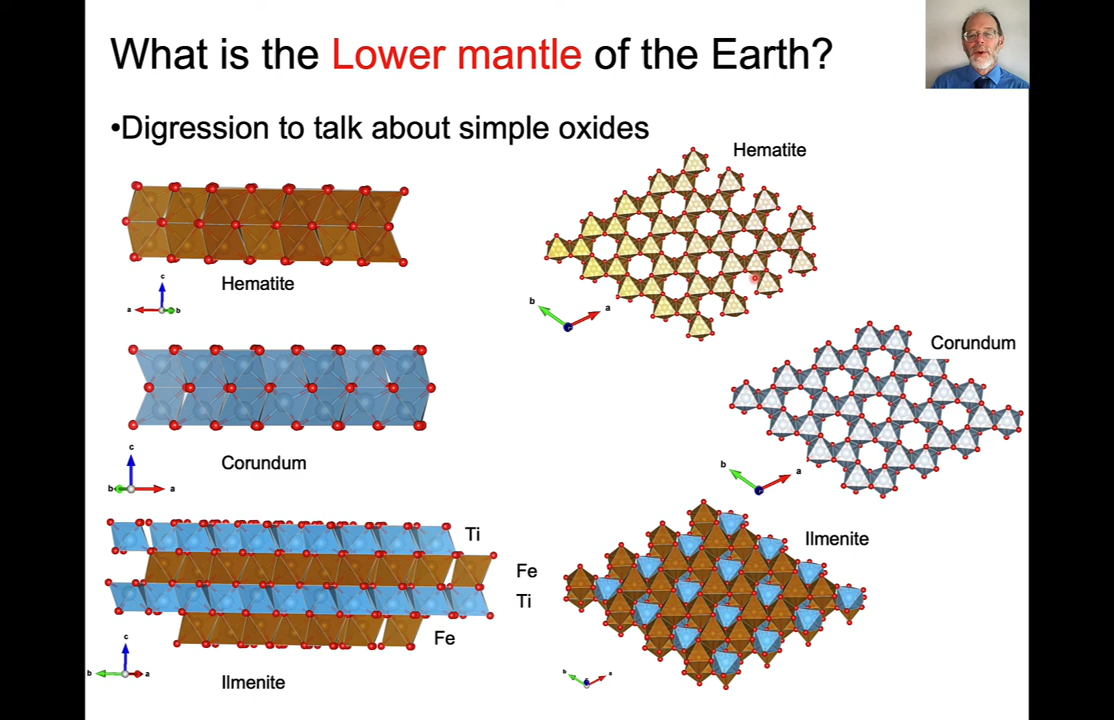 What is the Lower mantle of the Earth?
•Digression to talk about simple oxides
Hematite
Hematite
c
a
b
b
a
Corundum
Corundum
c
b
a
b
a
Ti
Fe
Ti
Fe
Ilmenite
Ilmenite
c
b
a
b
a